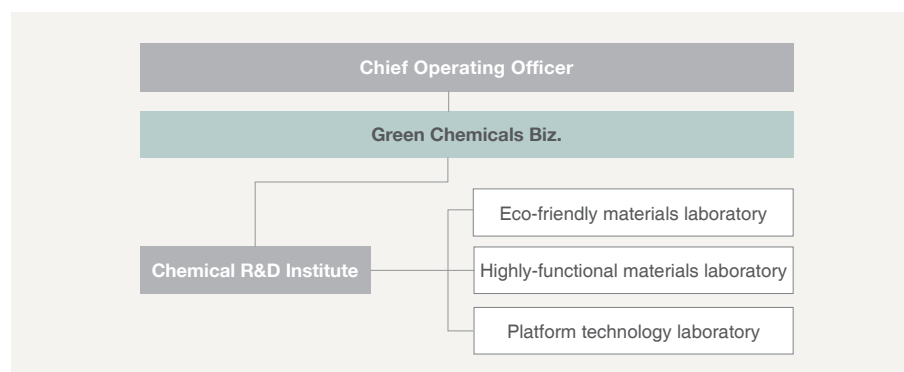 Chief Operating Officer
Green Chemicals Biz.
Eco-friendly materials laboratory
Chemical R&D Institute
Highly-functional materials laboratory
Platform technology laboratory